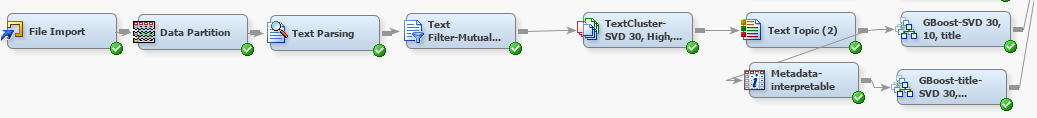 File Import
Data Partition
Text Parsing
Text
Filter-Mutual...
TextCluster-
SVD 30, High,...
Text Topic (2)
GBoost-SVD 30,
10, title
Metadata-
interpretable
GBoost-title-
SVD 30,...